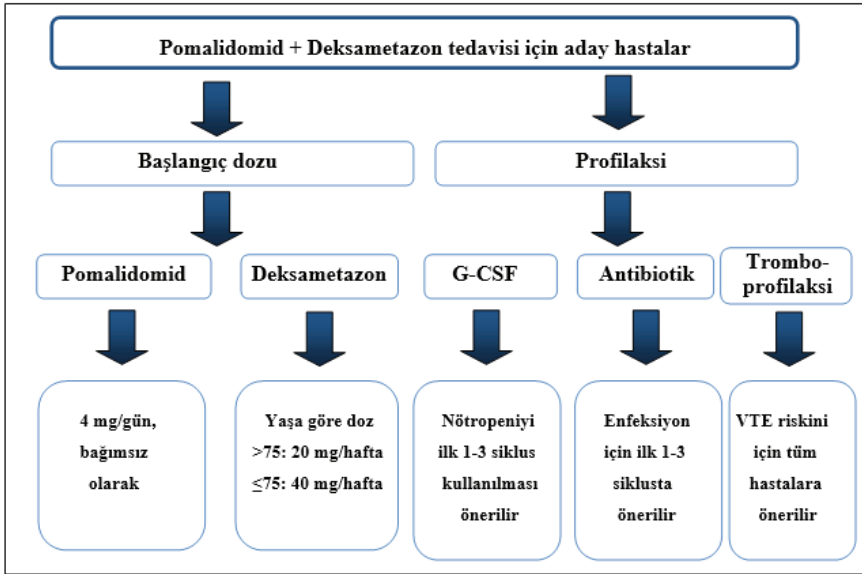 Pomalidomid + Deksametazon tedavisi için aday hastalar
Başlangıç dozu
Profilaksi
Pomalidomid
Deksametazon
G-CSF
Antibiotik
Trombo-
profilaksi
4 mg/gün,
bağımsız
olarak
Yaşa göre doz
>75: 20 mg/hafta
≤75: 40 mg/hafta
Nötropeniyi
ilk 1-3 siklus
kullanılması
önerilir
Enfeksiyon
için ilk 1-3
siklusta
önerilir
VTE riskini
için tüm
hastalara
önerilir